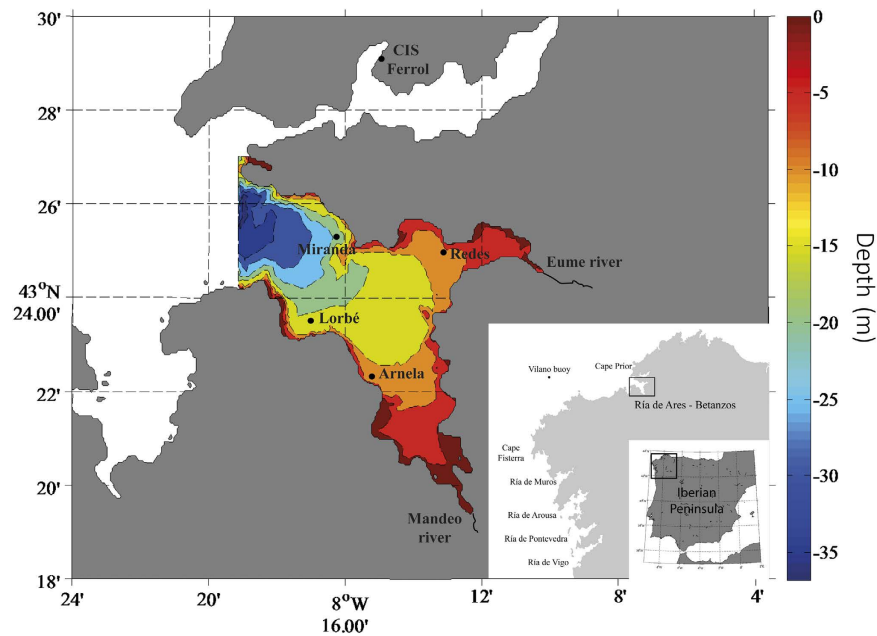 30'
28'
26'
43°N
24.00'
22'
20'
18'
24'
20'
8°W
16.00'
12'
8'
4'
CIS
Ferrol
Miranda
Redes
Eume river
Lorbé
Arnela
Mandeo
river
Vilano buoy
Cape Prior
Ría de Ares - Betanzos
Cape
Fisterra
Ría de Muros
Ría de Arousa
Ría de Pontevedra
Ría de Vigo
Iberian
Peninsula
0
-5
-10
-15
-20
-25
-30
-35
Depth (m)